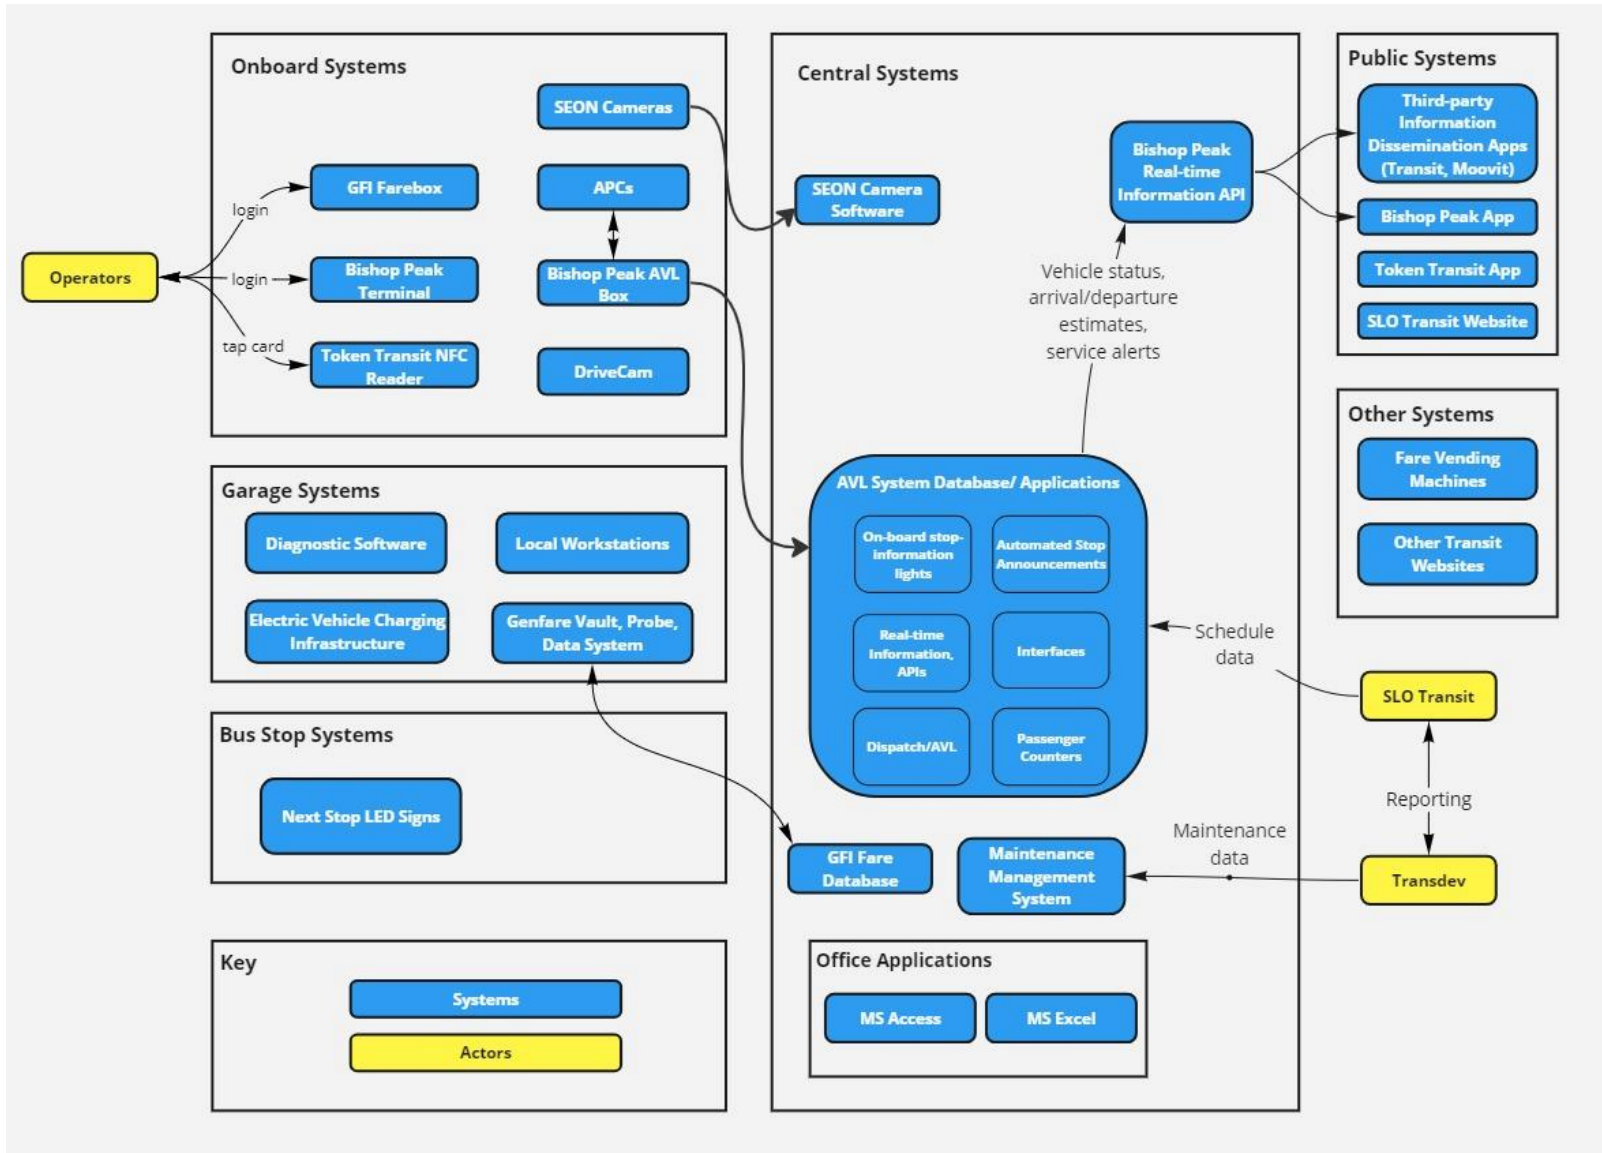 Onboard Systems
SEON Cameras
GFI Farebox
APCs
login
Operators
login
Bishop Peak
Terminal
Bishop Peak AVL
Box
tap card
Token Transit NFC
Reader
DriveCam
Garage Systems
Diagnostic Software
Local Workstations
Electric Vehicle Charging
Infrastructure
Genfare Vault, Probe,
Data System
Bus Stop Systems
Next Stop LED Signs
Key
Systems
Actors
Central Systems
Bishop Peak
Real-time
Information API
SEON Camera
Software
Vehicle status,
arrival/departure
estimates,
service alerts
AVL System Database/ Applications
On-board stop-
information
lights
Automated Stop
Announcements
Real-time
Information,
APIs
Interfaces
Dispatch/AVL
Passenger
Counters
GFI Fare
Database
Maintenance
Management
System
Office Applications
MS Access
MS Excel
Public Systems
Third-party
Information
Dissemination Apps
(Transit, Moovit)
Bishop Peak App
Token Transit App
SLO Transit Website
Other Systems
Fare Vending
Machines
Other Transit
Websites
Schedule
data
SLO Transit
Reporting
Maintenance
data
Transdev